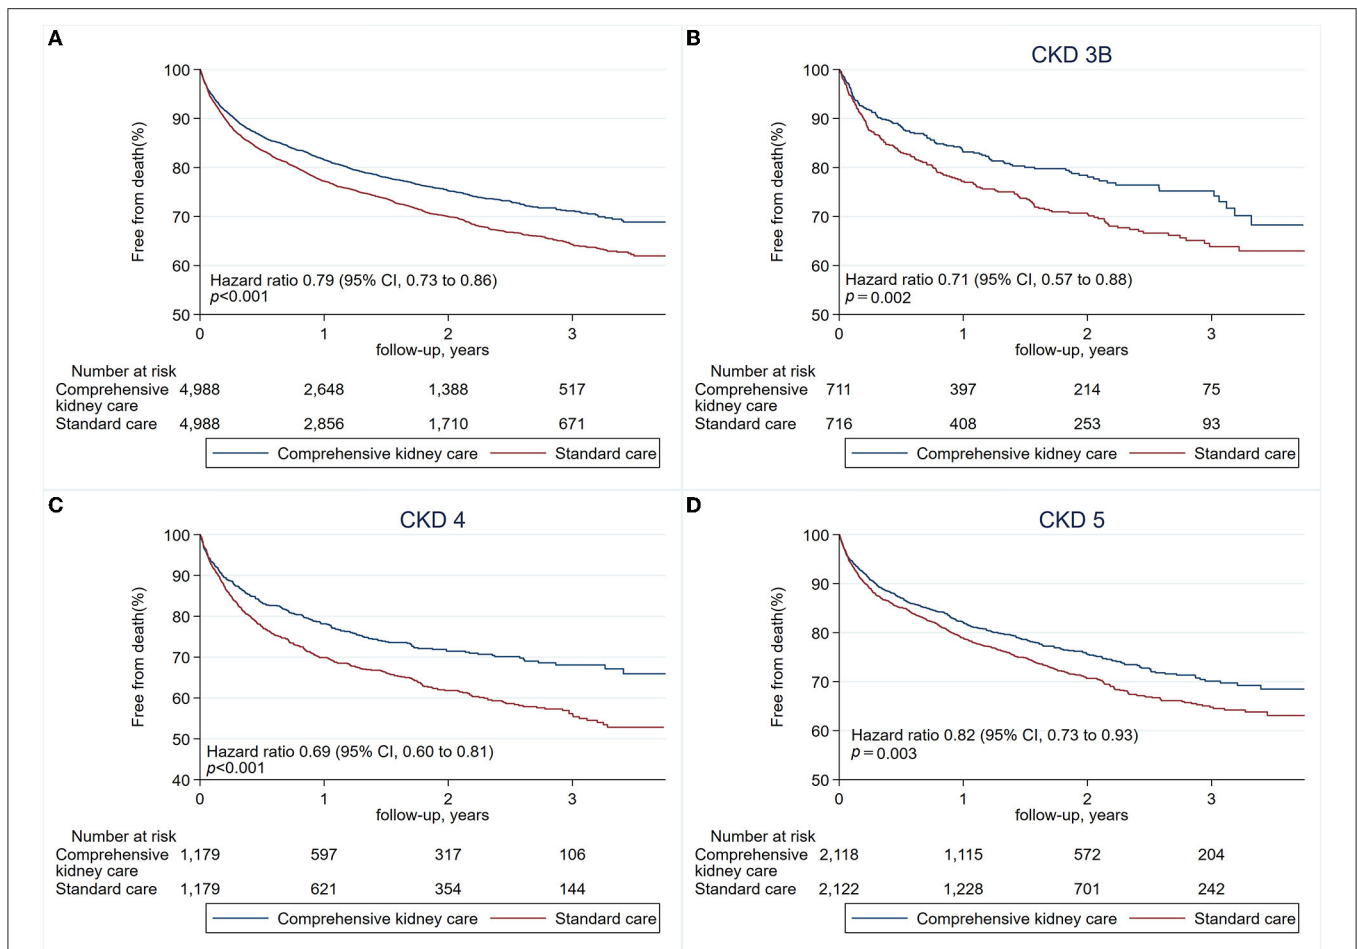 A
100
90
80
70
60
50
Free from death(%)
Hazard ratio 0.79 (95% CI, 0.73 to 0.86)
p<0.001
0 1 2 3
follow-up, years
Number at risk
Comprehensive 4,988 2,648 1,388 517
kidney care
Standard care 4,988 2,856 1,710 671
Comprehensive kidney care Standard care
B
CKD 3B
100
90
80
70
60
50
Free from death(%)
Hazard ratio 0.71 (95% CI, 0.57 to 0.88)
p = 0.002
0 1 2 3
follow-up, years
Number at risk
Comprehensive 711 397 214 75
kidney care
Standard care 716 408 253 93
Comprehensive kidney care Standard care
C
CKD 4
100
90
80
70
60
50
40
Free from death(%)
Hazard ratio 0.69 (95% CI, 0.60 to 0.81)
p<0.001
0 1 2 3
follow-up, years
Number at risk
Comprehensive 1,179 597 317 106
kidney care
Standard care 1,179 621 354 144
Comprehensive kidney care Standard care
D
CKD 5
100
90
80
70
60
50
Free from death(%)
Hazard ratio 0.82 (95% CI, 0.73 to 0.93)
p = 0.003
0 1 2 3
follow-up, years
Number at risk
Comprehensive 2,118 1,115 572 204
kidney care
Standard care 2,122 1,228 701 242
Comprehensive kidney care Standard care